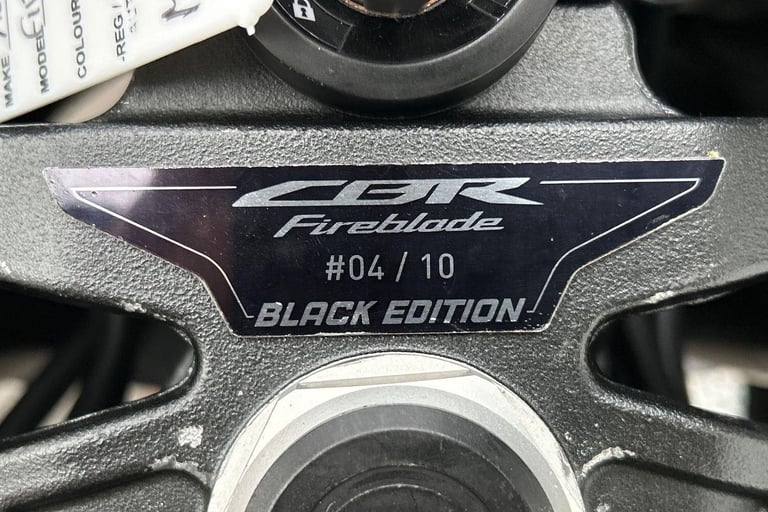 MAKE
MODEL
COLOUR
REG/
CBR
Fireblade
#04 / 10
BLACK EDITION